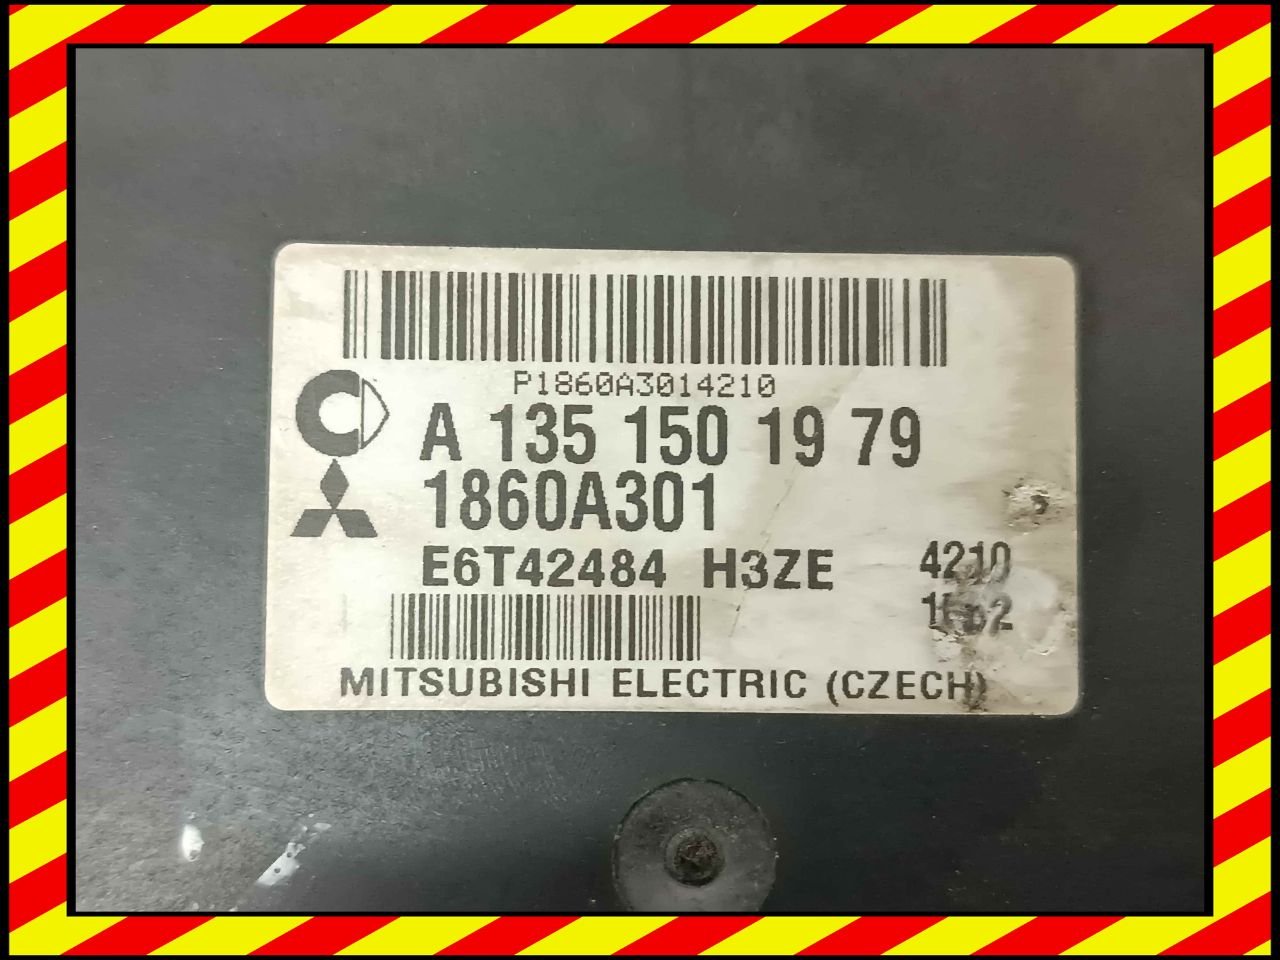 P1860A3014210
A 135 150 19 79
1860A301
E6T42484 H3ZE 4210
MITSUBISHI ELECTRIC (CZECH)